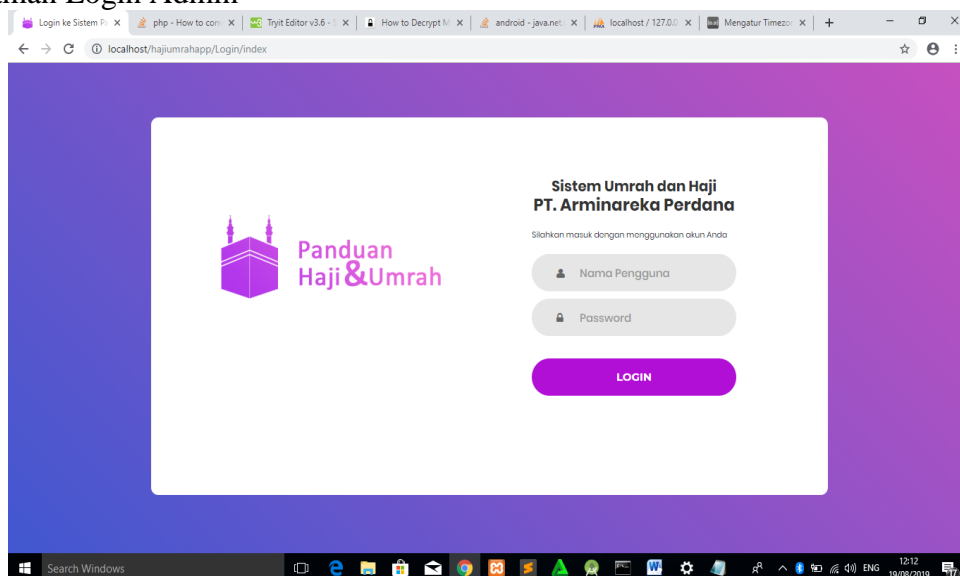 Login Admin
Login ke Sistem P
php - How to con
Tryit Editor v3.6 -
How to Decrypt M
android - java.net.
localhost / 127.0.0
Mengatur Timezo
localhost/hajiumrahapp/Login/index
Panduan
Haji&Umrah
Sistem Umrah dan Haji
PT. Arminareka Perdana
Silahkan masuk dengan menggunakan akun Anda
Nama Pengguna
Password
LOGIN
Search Windows
ENG
12:12
19/08/2019